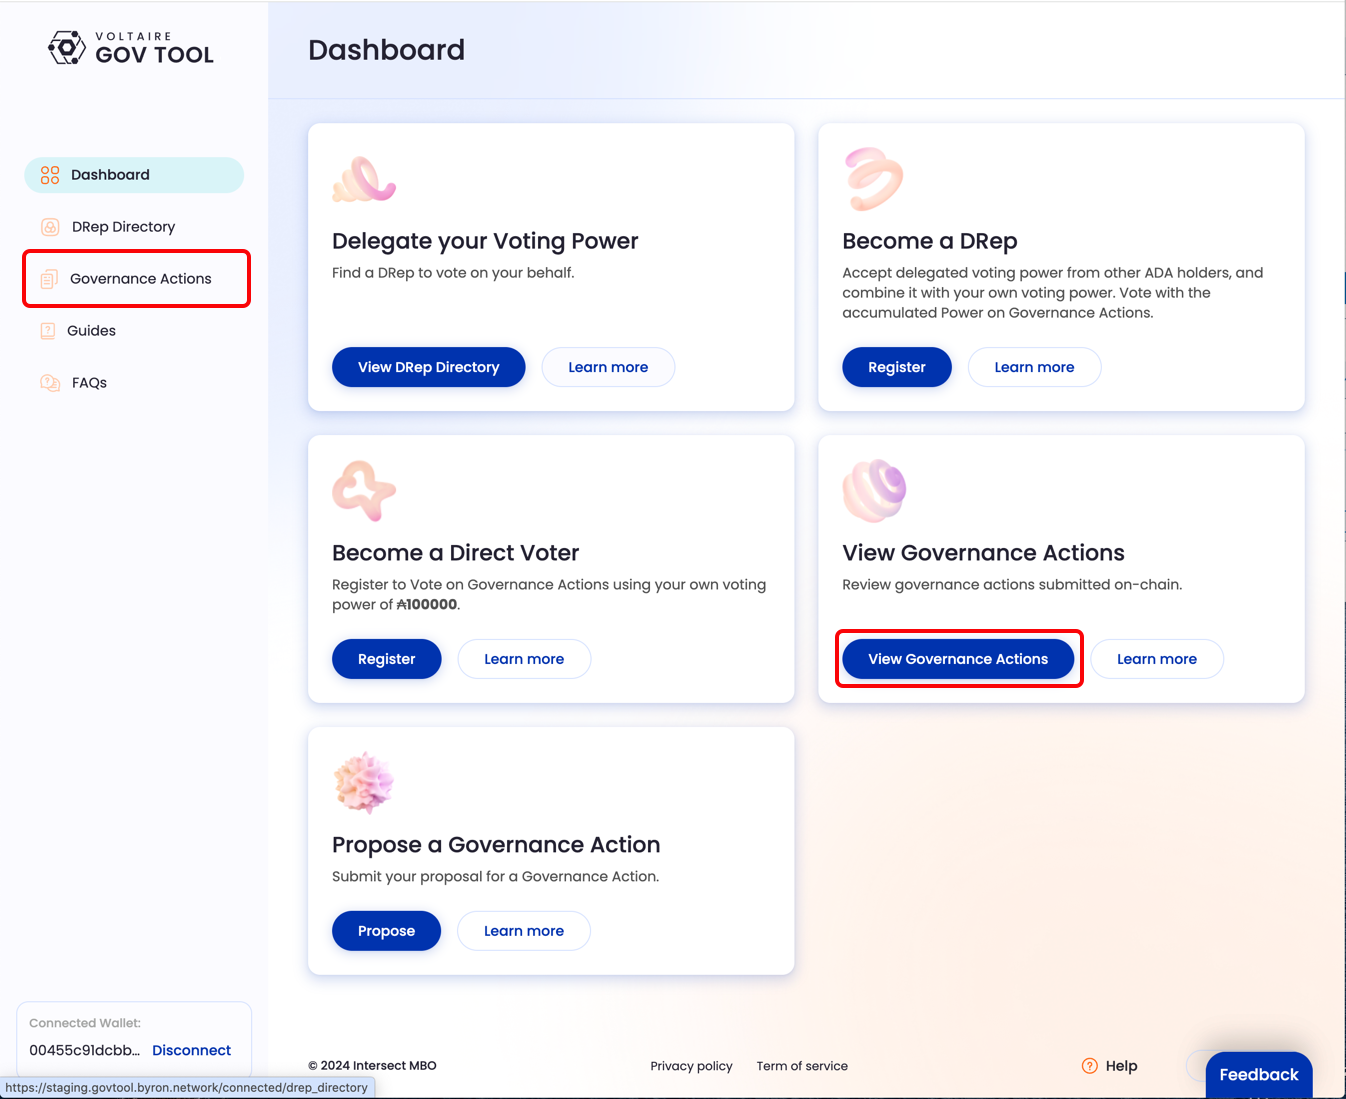 VOLTAIRE
GOV TOOL
Dashboard
DRep Directory
Governance Actions
Guides
FAQs
Connected Wallet:
00455c91dcbb... Disconnect
https://staging.govtool.byron.network/connected/drep_directory
Dashboard
Delegate your Voting Power
Find a DRep to vote on your behalf.
View DRep Directory
Learn more
Become a DRep
Accept delegated voting power from other ADA holders, and
combine it with your own voting power. Vote with the
accumulated Power on Governance Actions.
Register
Learn more
Become a Direct Voter
Register to Vote on Governance Actions using your own voting
power of ₳100000.
Register
Learn more
View Governance Actions
Review governance actions submitted on-chain.
View Governance Actions
Learn more
Propose a Governance Action
Submit your proposal for a Governance Action.
Propose
Learn more
© 2024 Intersect MBO
Privacy policy
Term of service
Help
Feedback